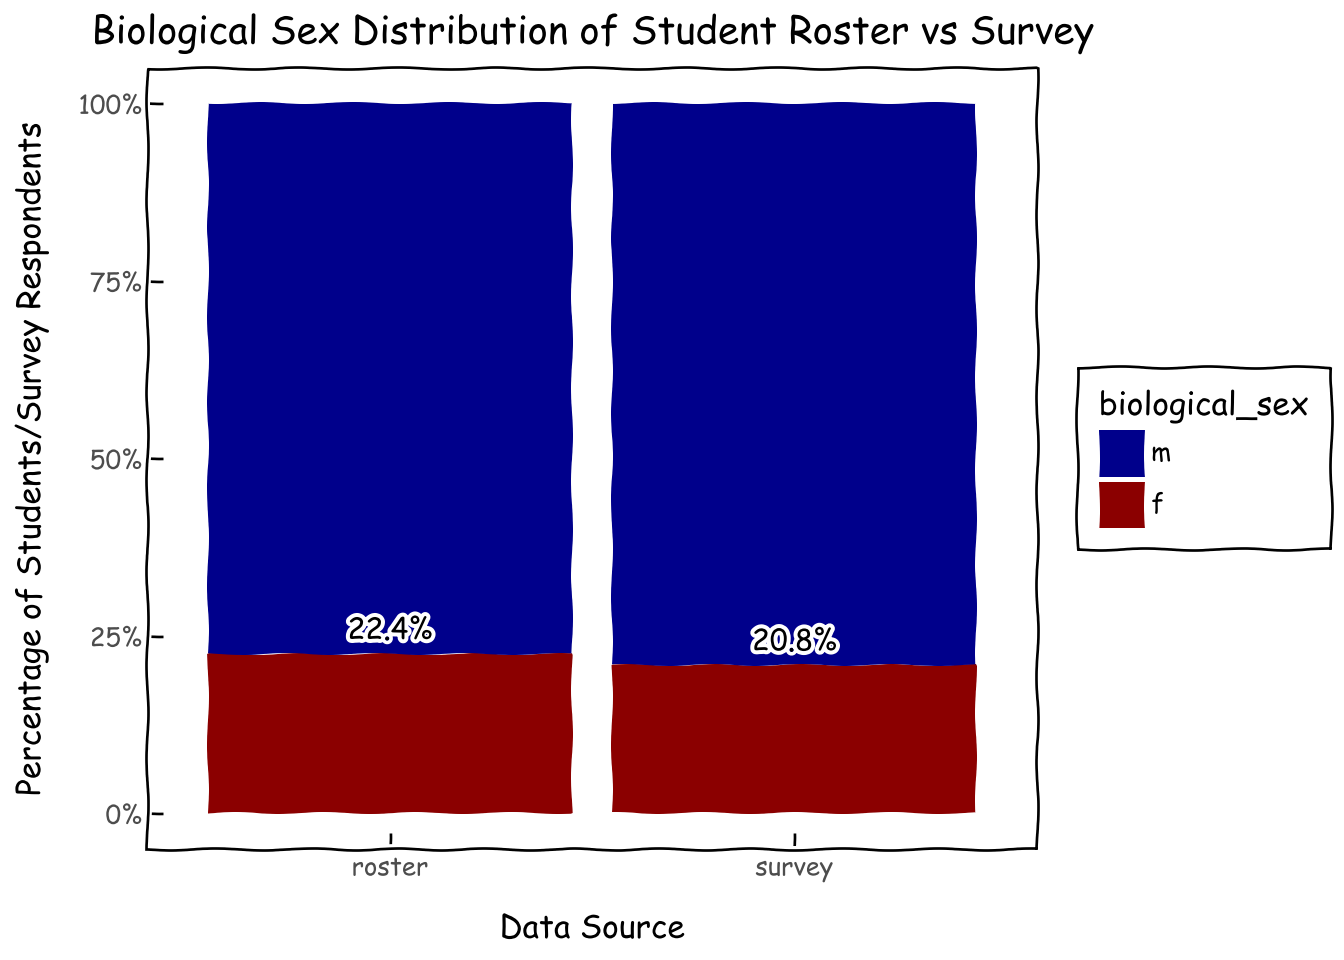 Biological Sex Distribution of Student Roster vs Survey
Percentage of Students/Survey Respondents
100%
75%
50%
25%
0%
22.4%
20.8%
roster
survey
Data Source
biological_sex
m
f